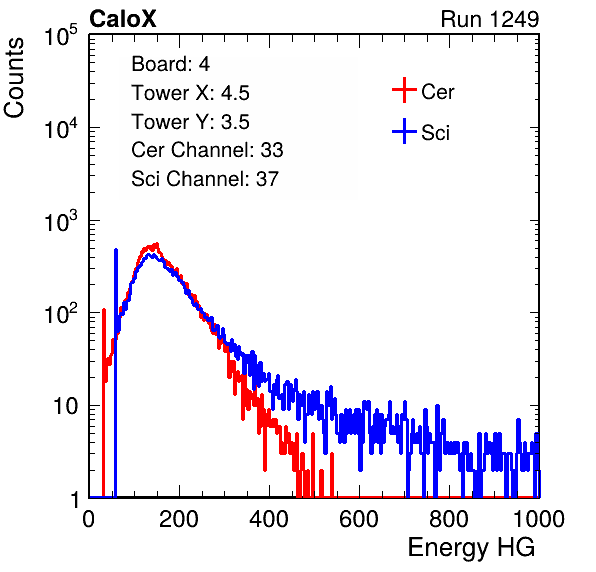 CaloX Run 1249
Counts
10^5
10^4
10^3
10^2
10
1
Board: 4
Tower X: 4.5
Tower Y: 3.5
Cer Channel: 33
Sci Channel: 37
Cer
Sci
0 200 400 600 800 1000
Energy HG